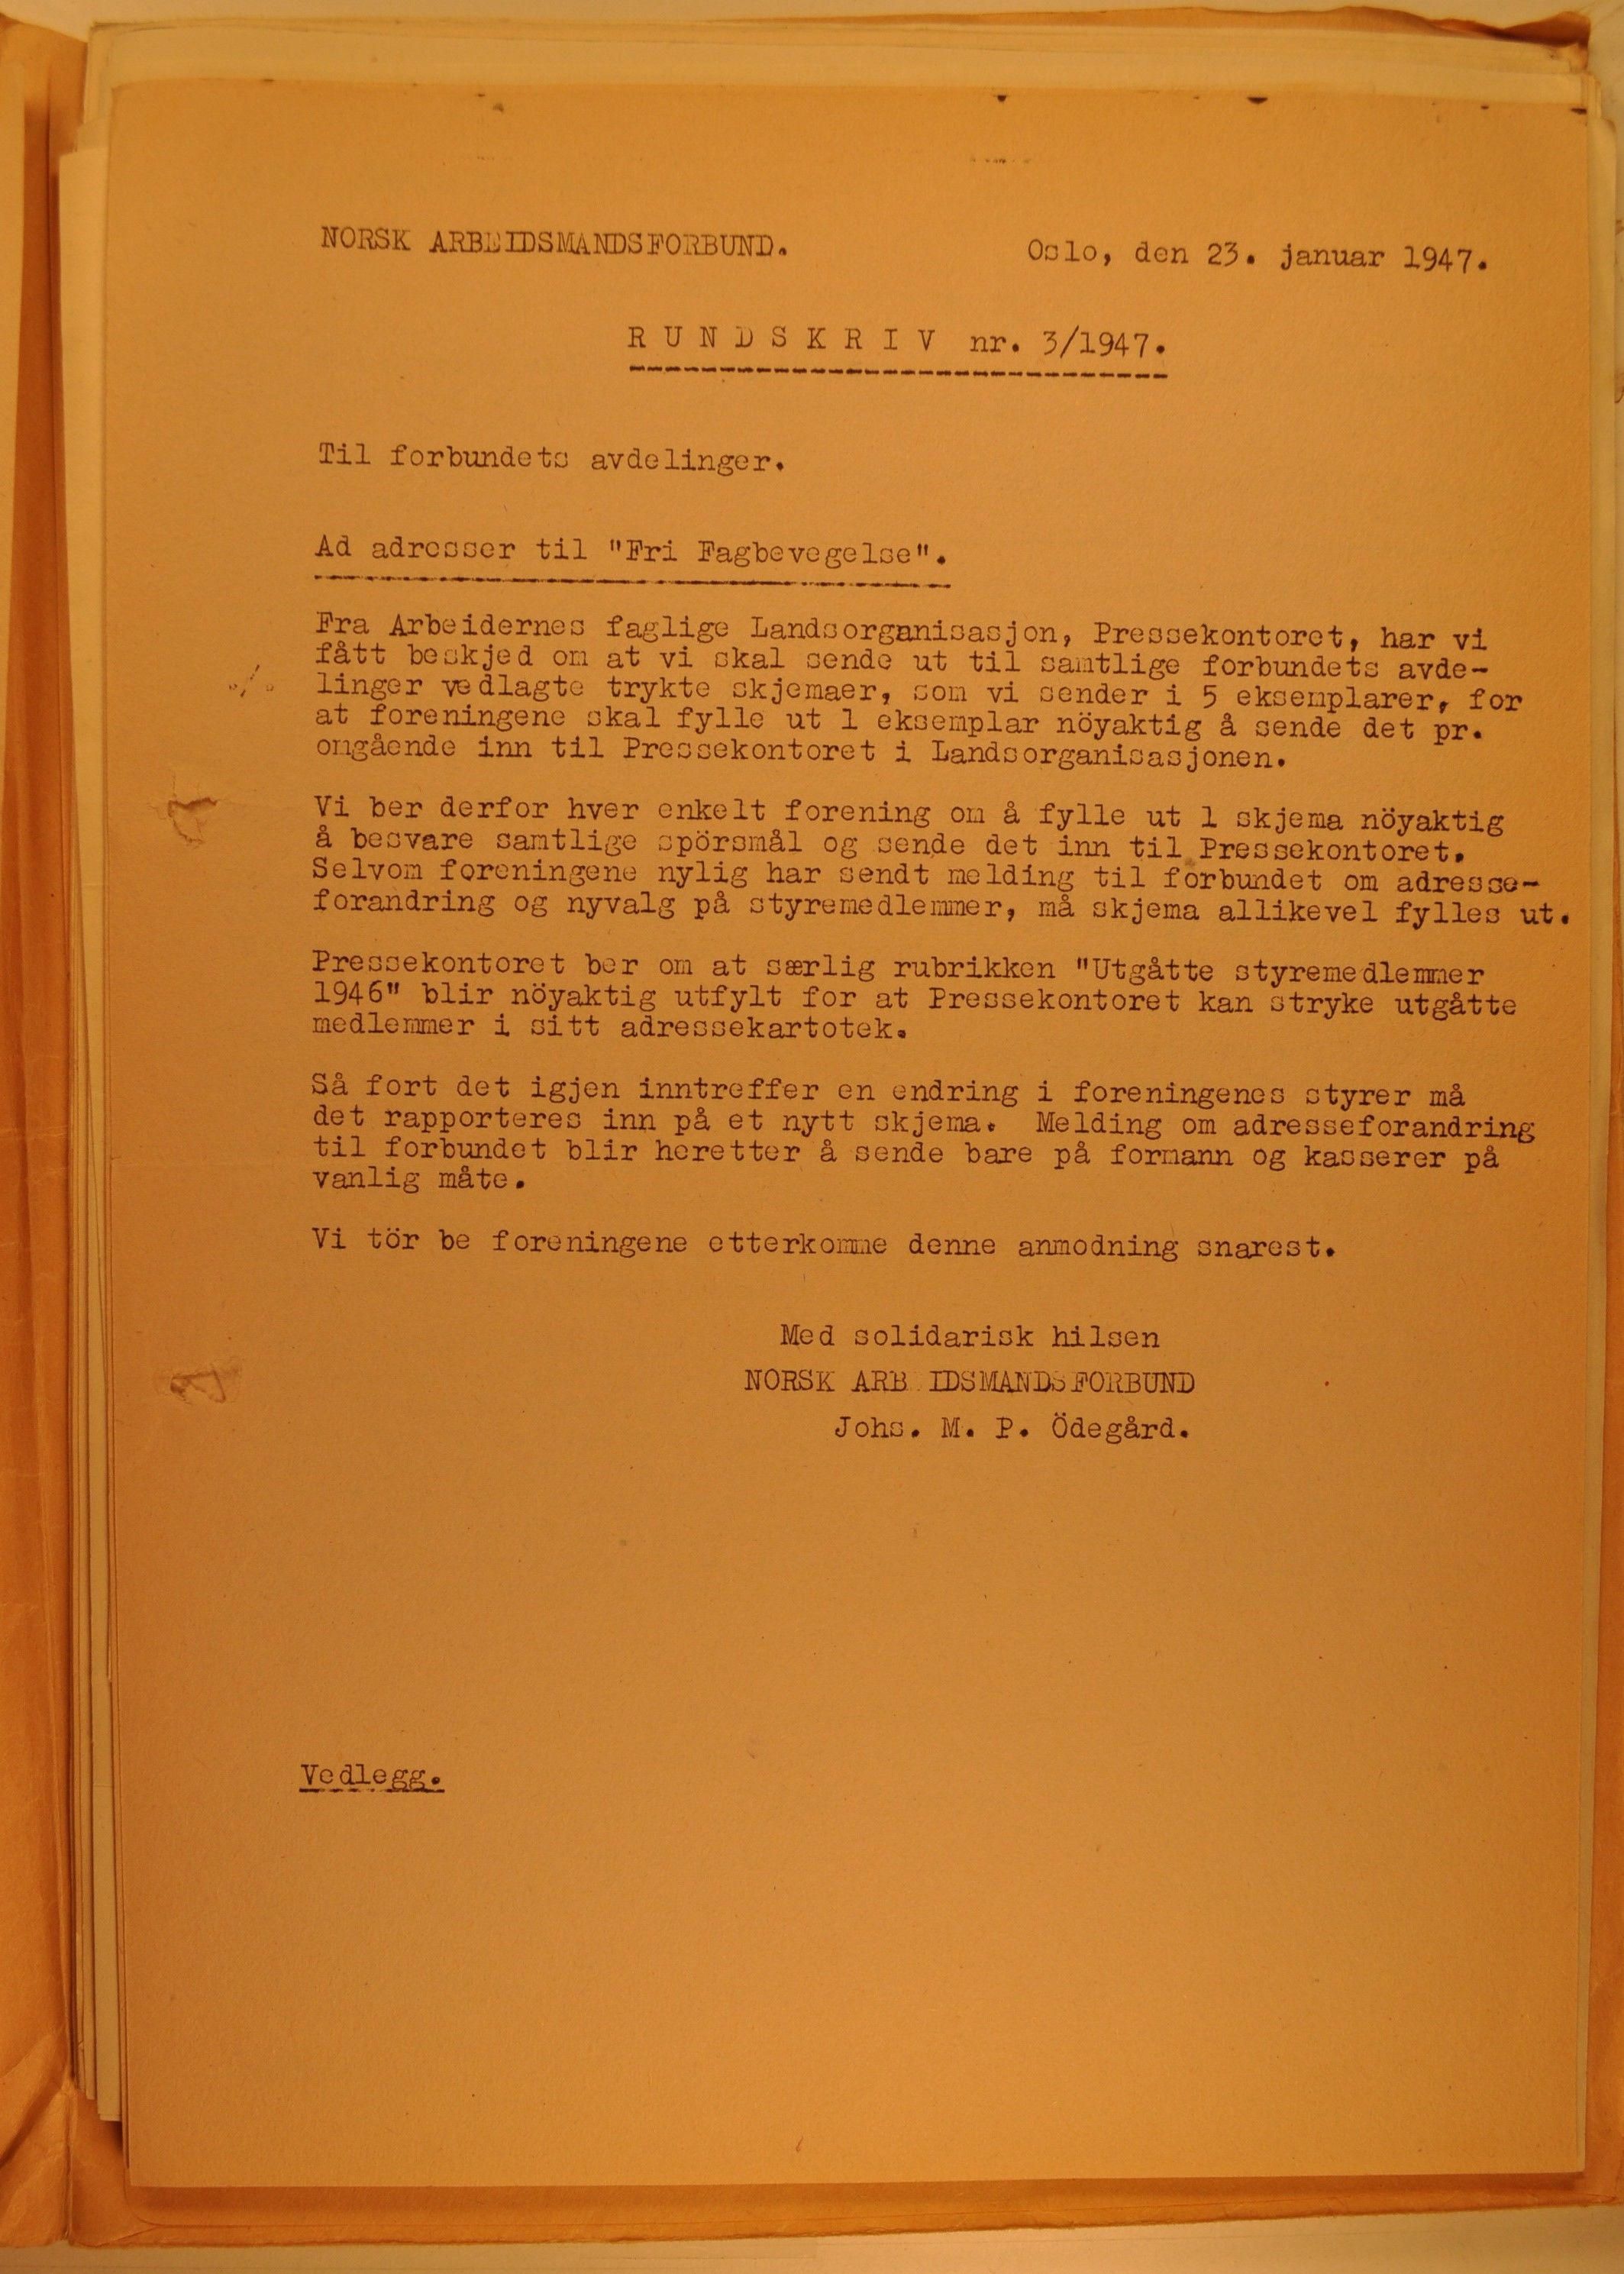 NORSK ARBEIDSMANDSFORBUND.
Oslo, den 23. januar 1947.
R U N D S K R I V nr. 3/1947.
Til forbundets avdelinger.
Ad adresser til "Fri Fagbevegelse".
Fra Arbeidernes faglige Landsorganisasjon, Pressekontoret, har vi
fått beskjed om at vi skal sende ut til samtlige forbundets avde-
./. linger vedlagte trykte skjemaer, som vi sender i 5 eksemplarer, for
at foreningene skal fylle ut 1 eksemplar nöyaktig å sende det pr.
omgående inn til Pressekontoret i Landsorganisasjonen.
Vi ber derfor hver enkelt forening om å fylle ut 1 skjema nöyaktig
å besvare samtlige spörsmål og sende det inn til Pressekontoret.
Selvom foreningene nylig har sendt melding til forbundet om adresse-
forandring og nyvalg på styremedlemmer, må skjema allikevel fylles ut.
Pressekontoret ber om at særlig rubrikken "Utgåtte styremedlemmer
1946" blir nöyaktig utfylt for at Pressekontoret kan stryke utgåtte
medlemmer i sitt adressekartotek.
Så fort det igjen inntreffer en endring i foreningenes styrer må
det rapporteres inn på et nytt skjema. Melding om adresseforandring
til forbundet blir heretter å sende bare på formann og kasserer på
vanlig måte.
Vi tör be foreningene etterkomme denne anmodning snarest.
Med solidarisk hilsen
NORSK ARB IDSMANDSFORBUND
Johs. M. P. Ödegård.
Vedlegg.